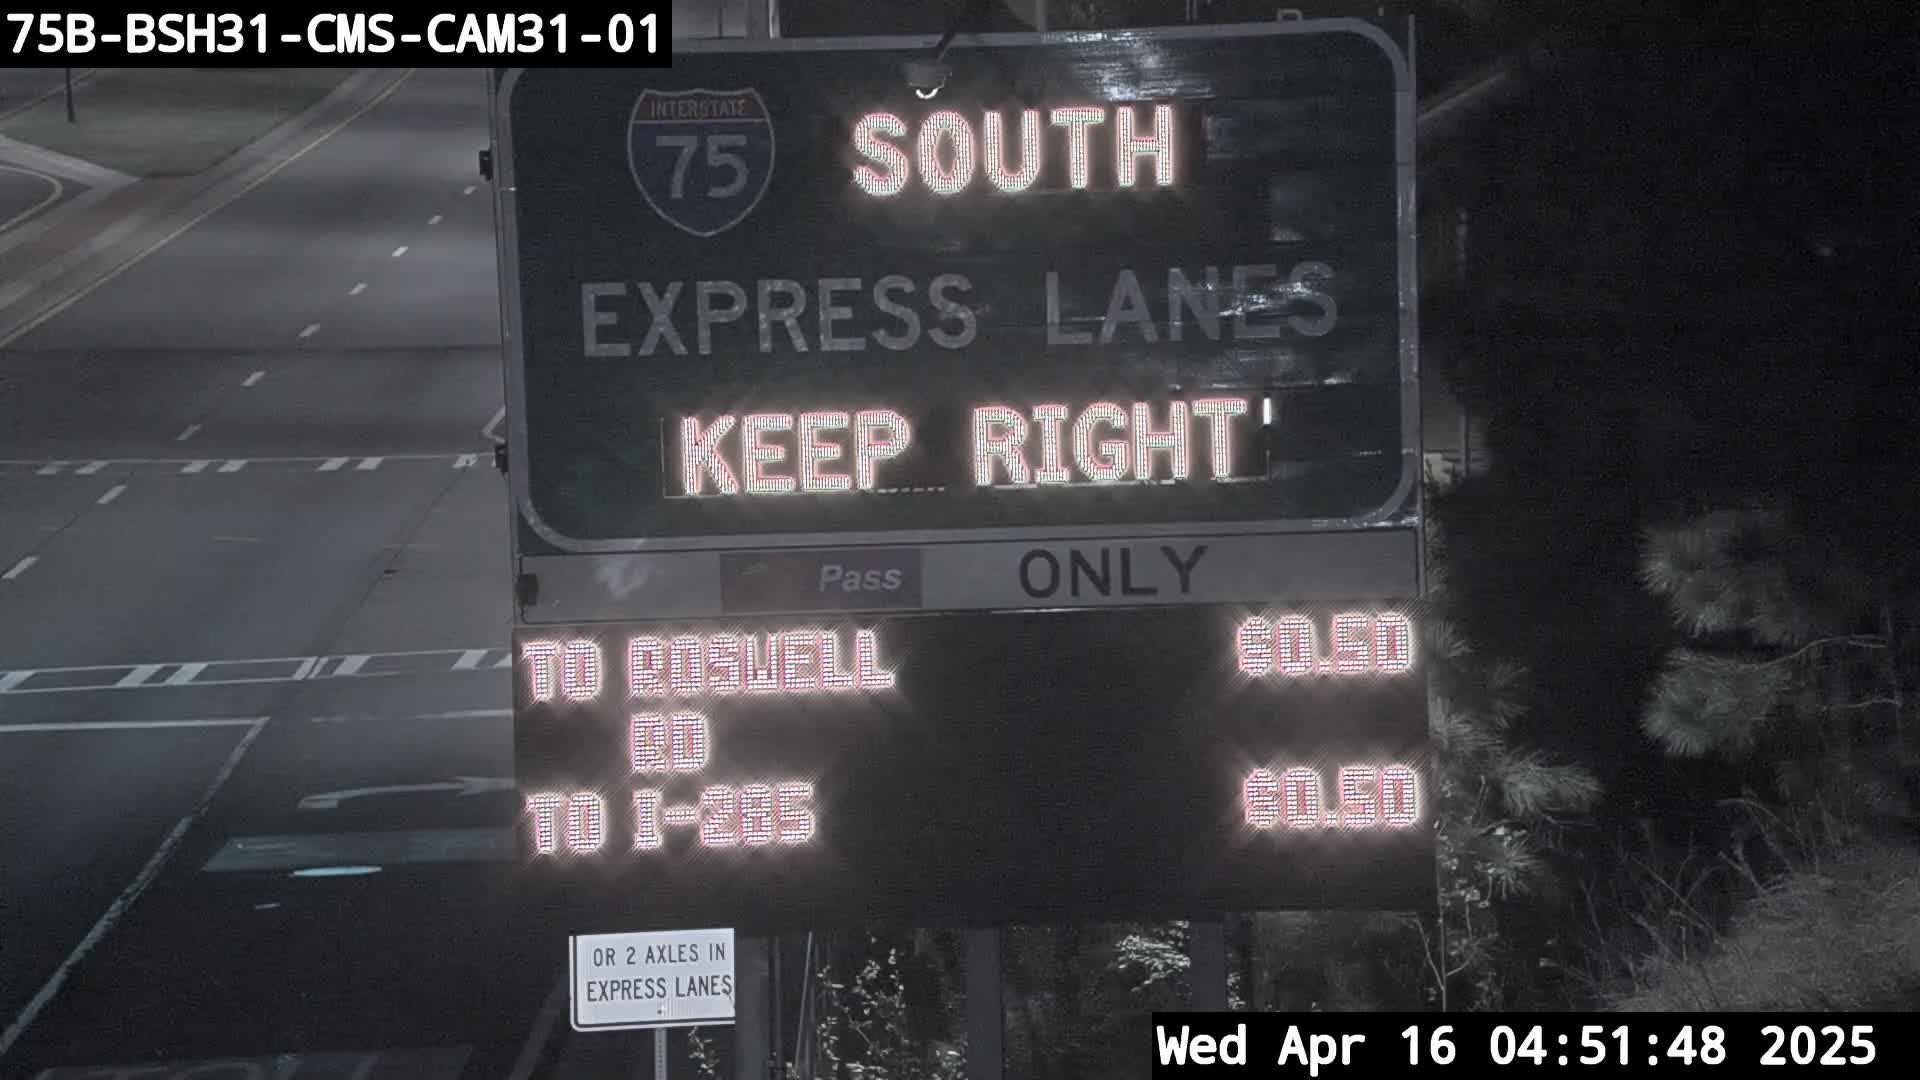 75B-BSH31-CMS-CAM31-01
INTERSTATE
75
SOUTH
EXPRESS LANES
KEEP RIGHT
Pass ONLY
TO ROSWELL $0.50
RD
TO I-285 $0.50
OR 2 AXLES IN
EXPRESS LANES
Wed Apr 16 04:51:48 2025